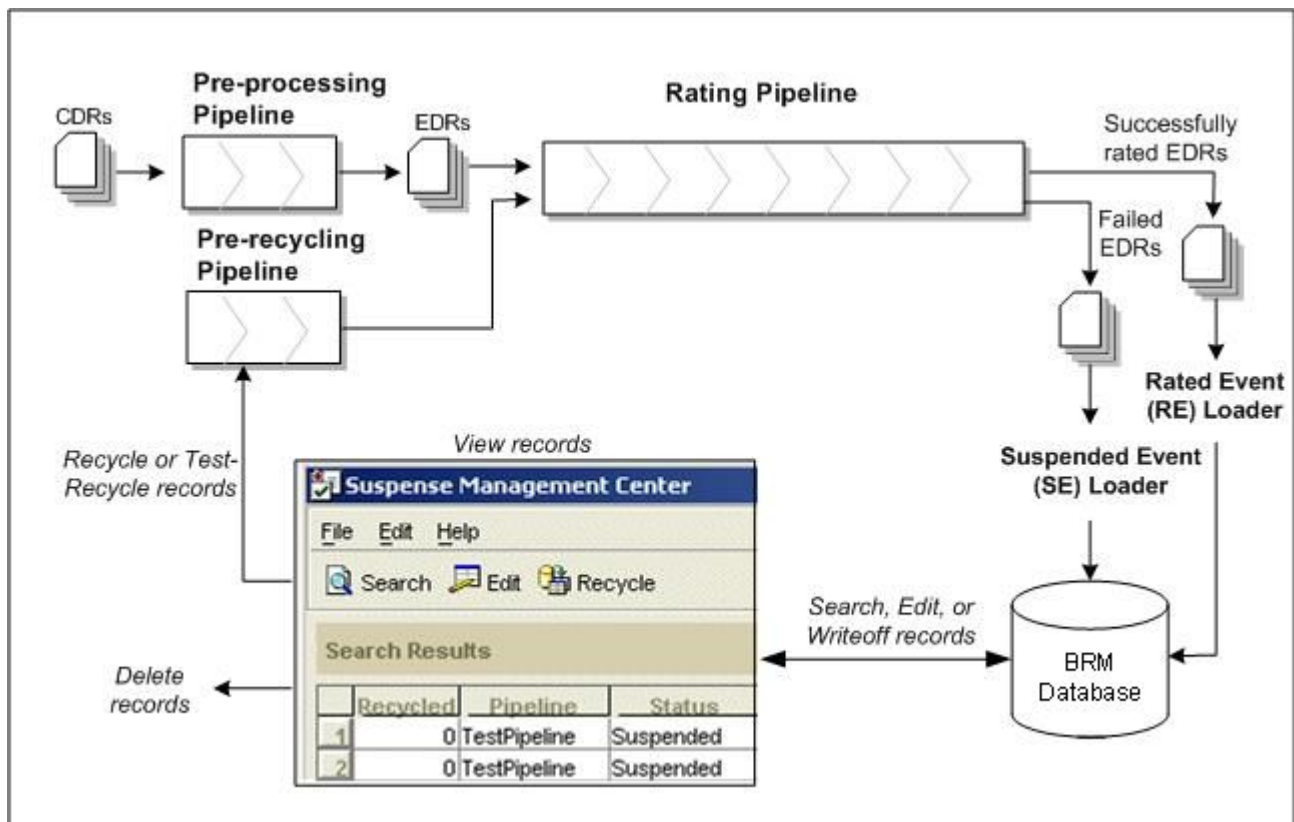 Pre-processing
Pipeline
Rating Pipeline
CDRs
EDRs
Successfully
rated EDRs
Pre-recycling
Pipeline
Failed
EDRs
Rated Event
(RE) Loader
Suspended Event
(SE) Loader
View records
Recycle or Test-
Recycle records
Suspense Management Center
File Edit Help
Search Edit Recycle
Search, Edit, or
Writeoff records
Search Results
BRM
Database
Delete
records
Recycled Pipeline Status
1 0 TestPipeline Suspended
2 0 TestPipeline Suspended